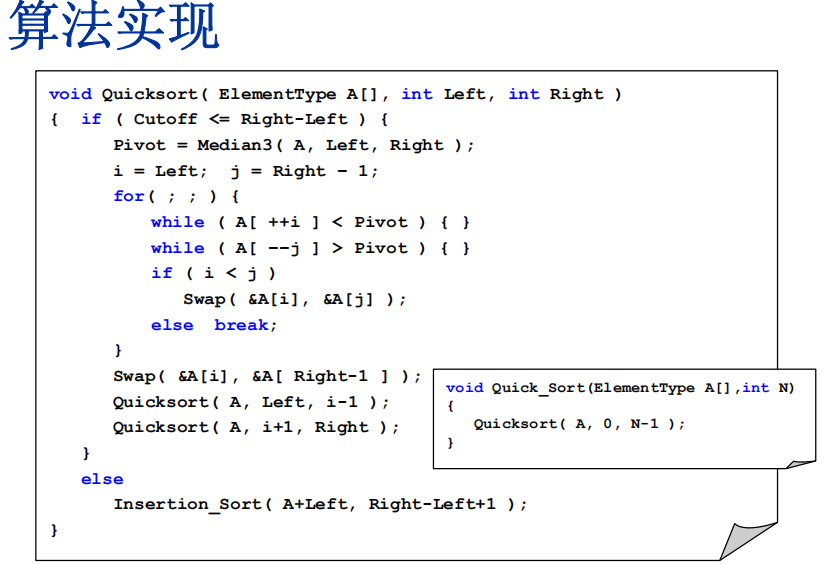 算法实现
void Quicksort( ElementType A[], int Left, int Right )
{ if ( Cutoff <= Right-Left ) {
Pivot = Median3( A, Left, Right );
i = Left; j = Right – 1;
for( ; ; ) {
while ( A[ ++i ] < Pivot ) { }
while ( A[ ––j ] > Pivot ) { }
if ( i < j )
Swap( &A[i], &A[j] );
else break;
}
Swap( &A[i], &A[ Right-1 ] );
Quicksort( A, Left, i-1 );
Quicksort( A, i+1, Right );
}
else
Insertion_Sort( A+Left, Right-Left+1 );
}
void Quick_Sort(ElementType A[],int N)
{
Quicksort( A, 0, N-1 );
}